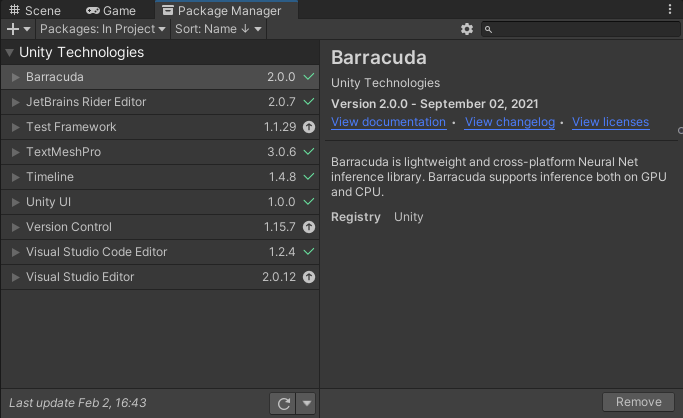 Scene Game Package Manager
Packages: In Project Sort: Name ↓
Unity Technologies
Barracuda 2.0.0
JetBrains Rider Editor 2.0.7
Test Framework 1.1.29
TextMeshPro 3.0.6
Timeline 1.4.8
Unity UI 1.0.0
Version Control 1.15.7
Visual Studio Code Editor 1.2.4
Visual Studio Editor 2.0.12
Last update Feb 2, 16:43
Barracuda
Unity Technologies
Version 2.0.0 - September 02, 2021
View documentation • View changelog • View licenses
Barracuda is lightweight and cross-platform Neural Net
inference library. Barracuda supports inference both on GPU
and CPU.
Registry Unity
Remove